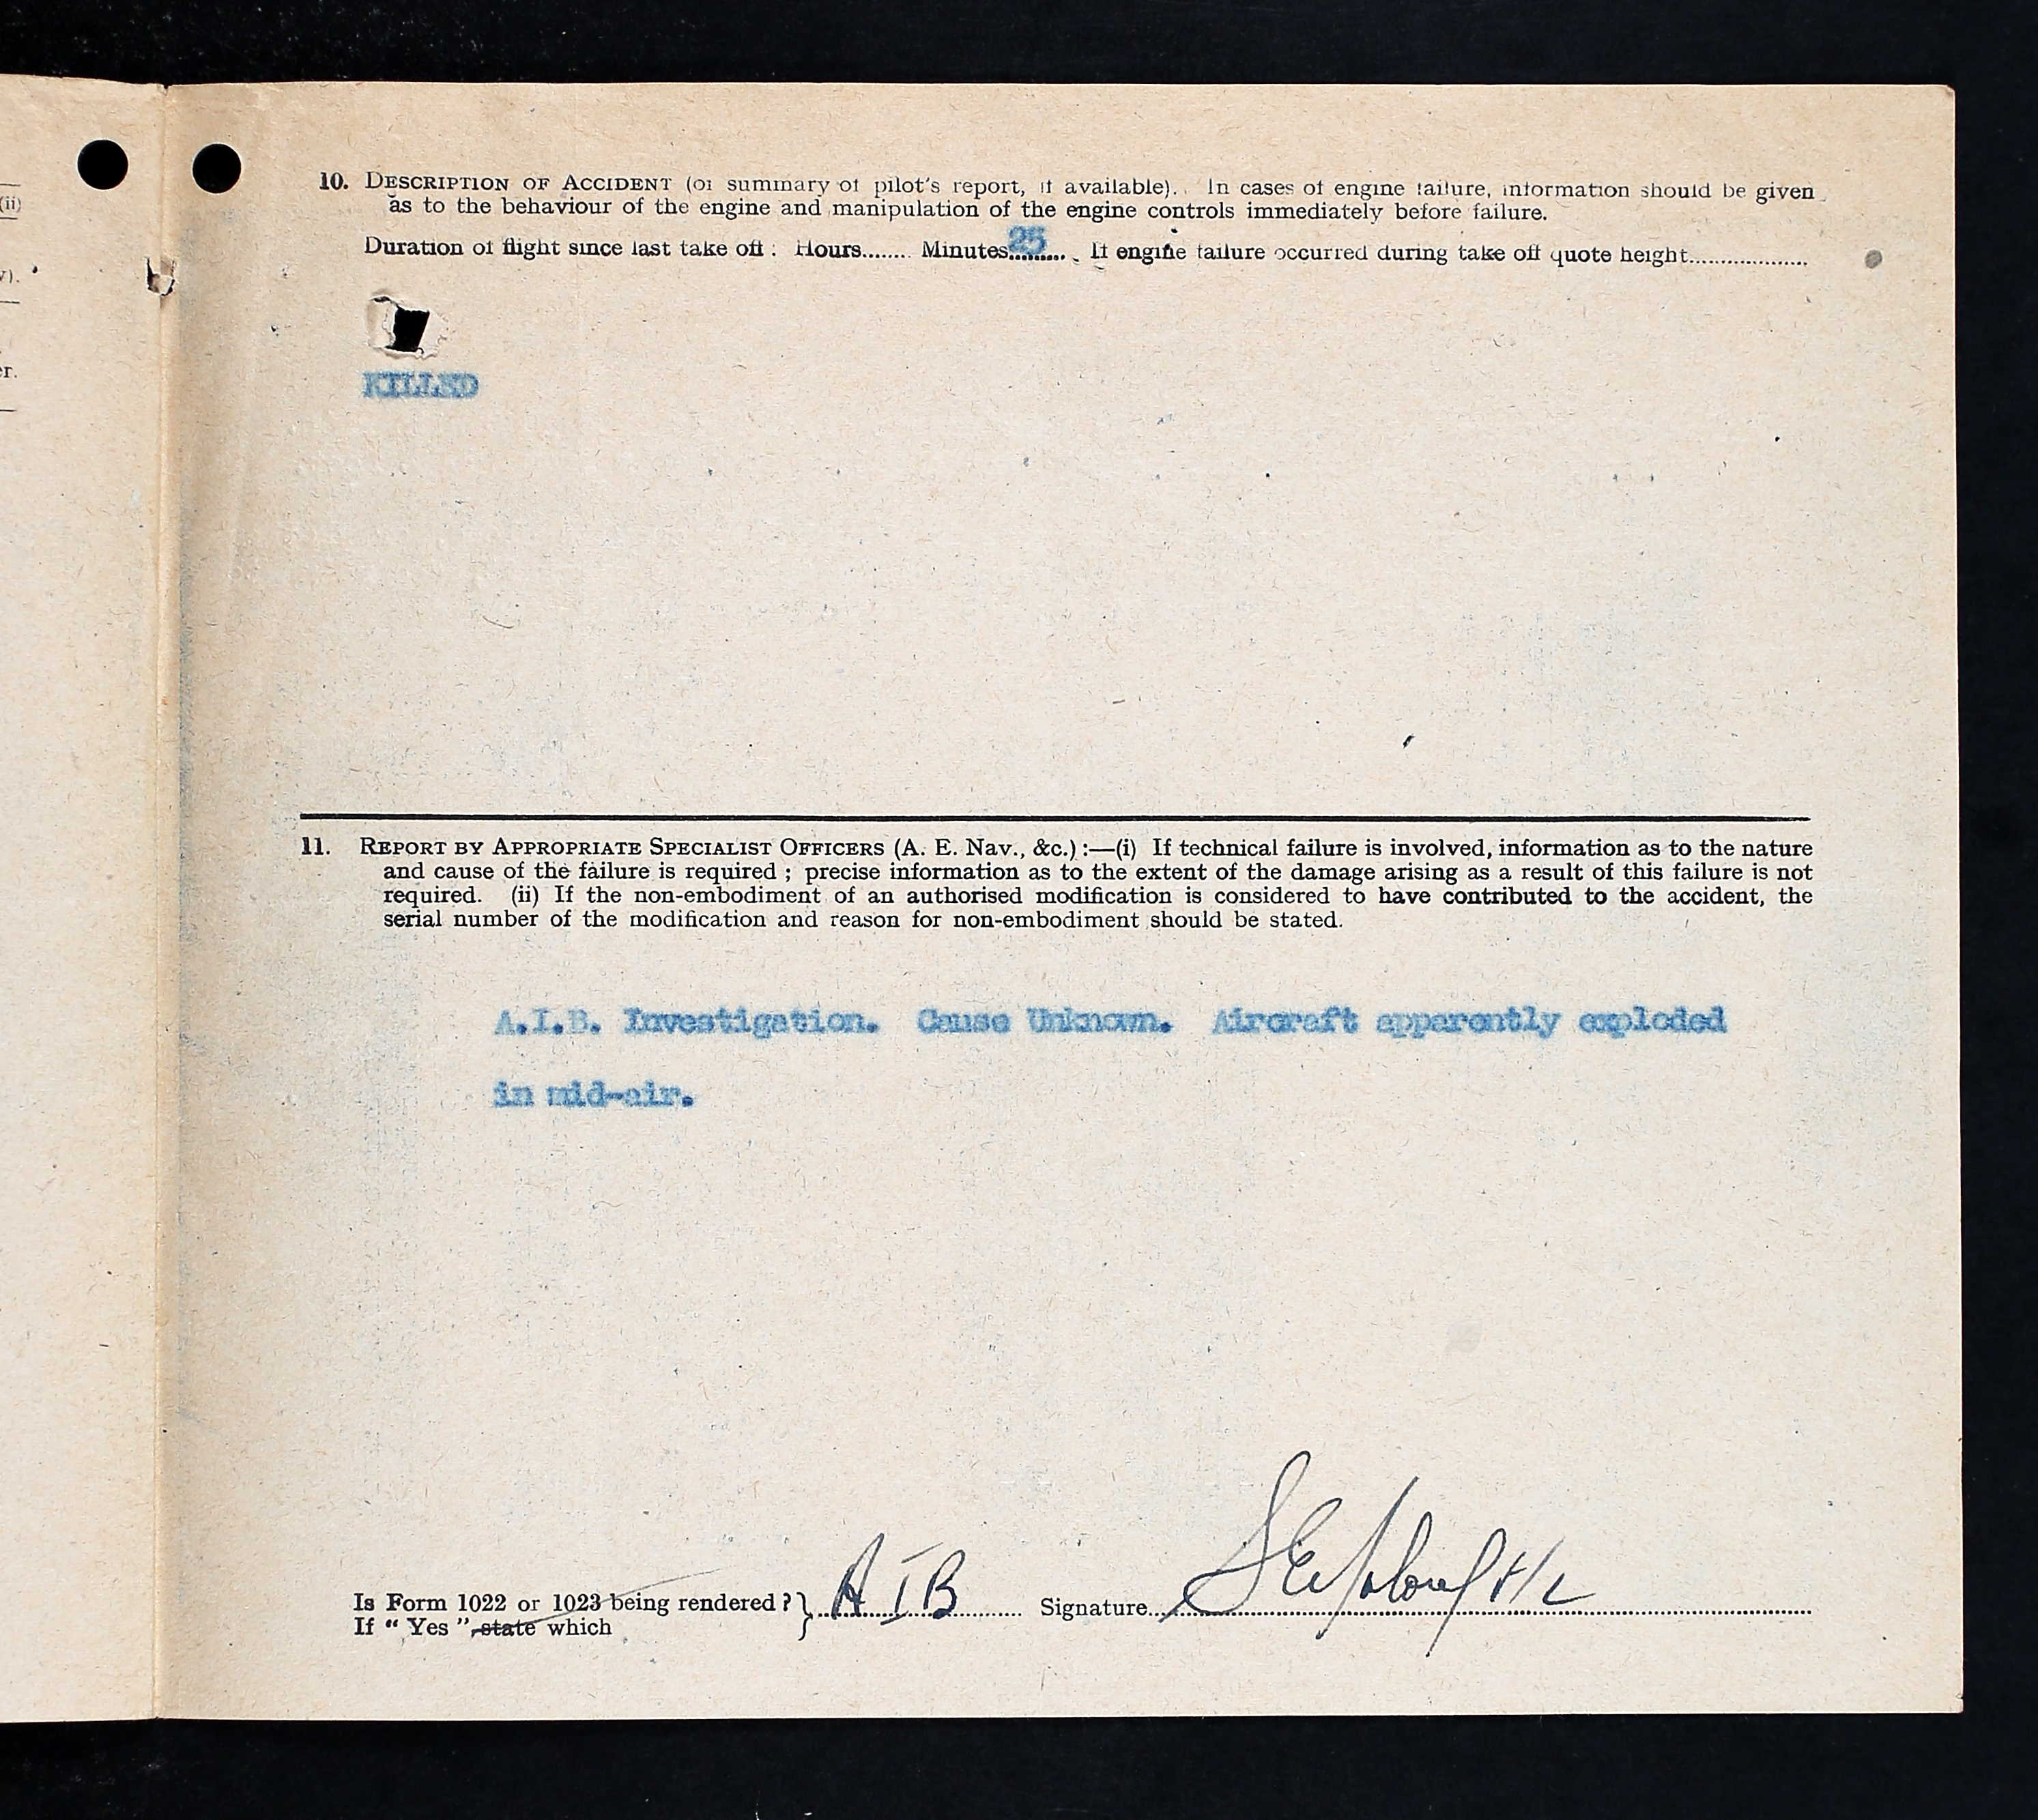 (ii)
er.
10. DESCRIPTION OF ACCIDENT (or summary of pilot's report, if available). In cases of engine failure, information should be given
as to the behaviour of the engine and manipulation of the engine controls immediately before failure.
Duration of flight since last take off : Hours........ Minutes 25 ... If engine failure occurred during take off quote height..................
KILLED
11. REPORT BY APPROPRIATE SPECIALIST OFFICERS (A. E. Nav., &c.) :—(i) If technical failure is involved, information as to the nature
and cause of the failure is required ; precise information as to the extent of the damage arising as a result of this failure is not
required. (ii) If the non-embodiment of an authorised modification is considered to have contributed to the accident, the
serial number of the modification and reason for non-embodiment should be stated.
A.I.B. Investigation. Cause Unknown. Aircraft apparently exploded
in mid-air.
Is Form 1022 or 1023 being rendered ? } AIB Signature F/L
If " Yes ", state which